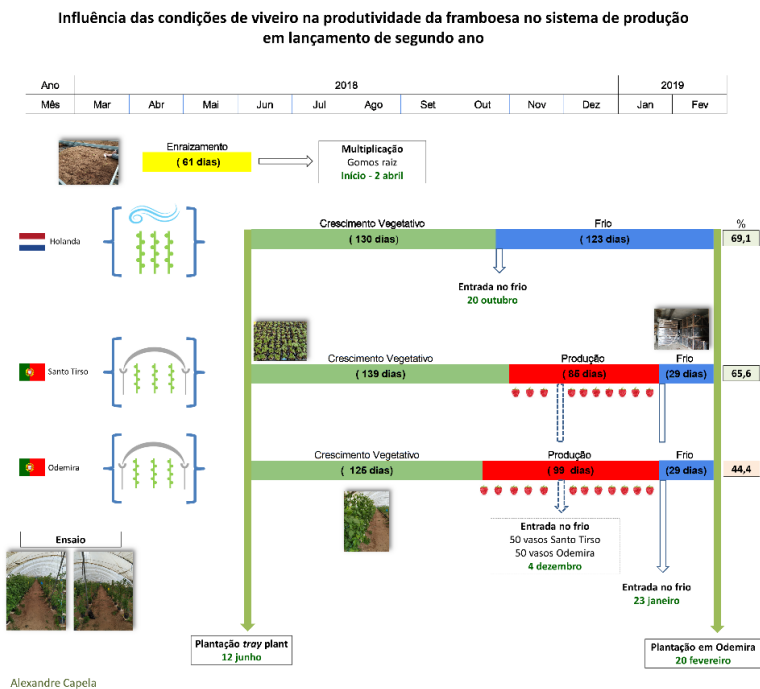 Influência das condições de viveiro na produtividade da framboesa no sistema de produção
em lançamento de segundo ano
Ano 2018 2019
Mês Mar Abr Mai Jun Jul Ago Set Out Nov Dez Jan Fev
Enraizamento
( 61 dias)
Multiplicação
Gomos raiz
Início - 2 abril
Holanda
Crescimento Vegetativo Frio %
( 130 dias) ( 123 dias) 69,1
Entrada no frio
20 outubro
Santo Tirso
Crescimento Vegetativo Produção Frio
( 139 dias) ( 85 dias) (29 dias) 65,6
Odemira
Crescimento Vegetativo Produção Frio
( 125 dias) ( 99 dias) (29 dias) 44,4
Ensaio
Entrada no frio
50 vasos Santo Tirso
50 vasos Odemira
4 dezembro
Entrada no frio
23 janeiro
Plantação tray plant
12 junho
Plantação em Odemira
20 fevereiro
Alexandre Capela